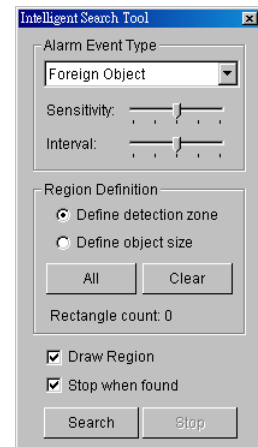 Intelligent Search Tool
Alarm Event Type
Foreign Object
Sensitivity:
Interval:
Region Definition
Define detection zone
Define object size
All Clear
Rectangle count: 0
Draw Region
Stop when found
Search Stop